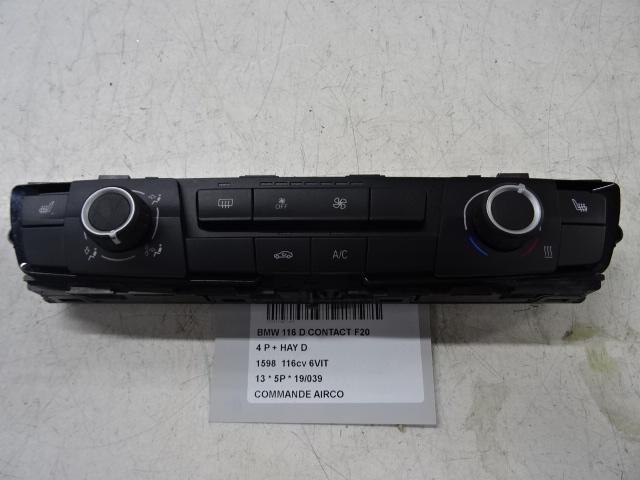 OFF
A/C
BMW 116 D CONTACT F20
4 P + HAY D
1598 116cv 6VIT
13 * 5P * 19/039
COMMANDE AIRCO